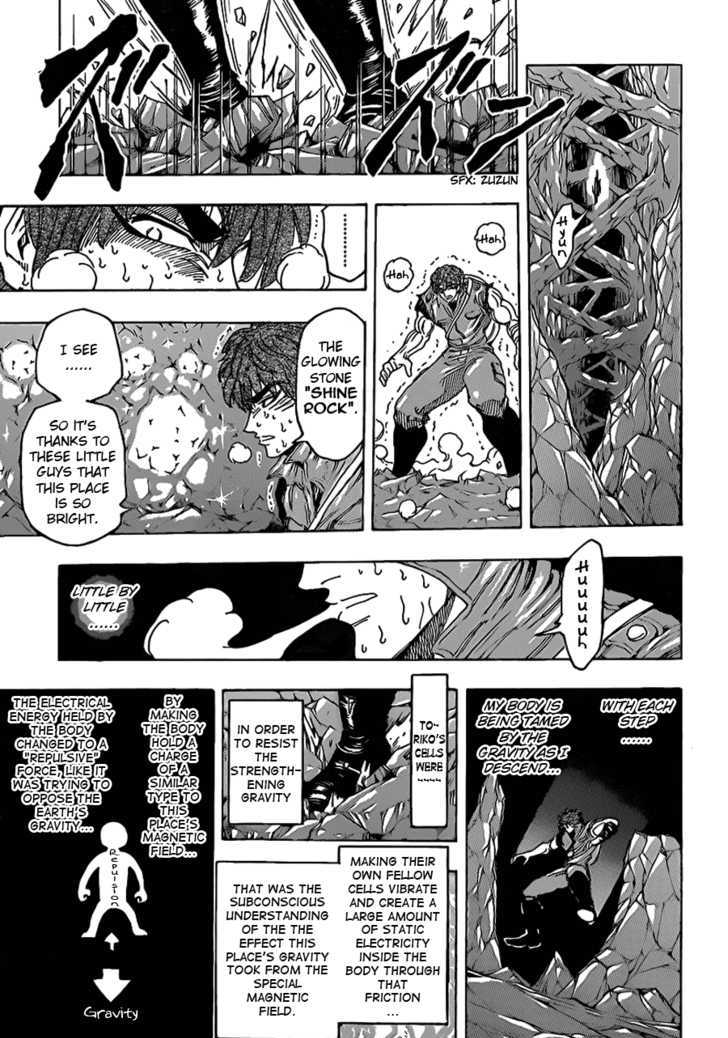 ズズン
SFX: ZUZUN
Hyun
Hah
Hah
..........
THE
GLOWING
STONE
"SHINE
ROCK".
I SEE
......
SO IT'S
THANKS TO
THESE LITTLE
GUYS THAT
THIS PLACE
IS SO
BRIGHT.
Huuuuuh
LITTLE BY
LITTLE
......
WITH EACH
STEP
......
MY BODY IS
BEING TAMED
BY THE
GRAVITY AS I
DESCEND...
TO-
RIKO'S
CELLS
WERE
~~~~
IN ORDER
TO RESIST
THE
STRENGTH-
ENING
GRAVITY
MAKING THEIR
OWN FELLOW
CELLS VIBRATE
AND CREATE A
LARGE AMOUNT
OF STATIC
ELECTRICITY
INSIDE THE
BODY THROUGH
THAT
FRICTION
...
THAT WAS THE
SUBCONSCIOUS
UNDERSTANDING
OF THE THE
EFFECT THIS
PLACE'S GRAVITY
TOOK FROM THE
SPECIAL
MAGNETIC
FIELD.
BY
MAKING
THE BODY
HOLD A
CHARGE
OF A
SIMILAR
TYPE TO
THIS
PLACE'S
MAGNETIC
FIELD...
THE ELECTRICAL
ENERGY HELD BY
THE BODY
CHANGED TO A
"REPULSIVE"
FORCE, LIKE IT
WAS TRYING TO
OPPOSE THE
EARTH'S
GRAVITY...
Repulsion
Gravity